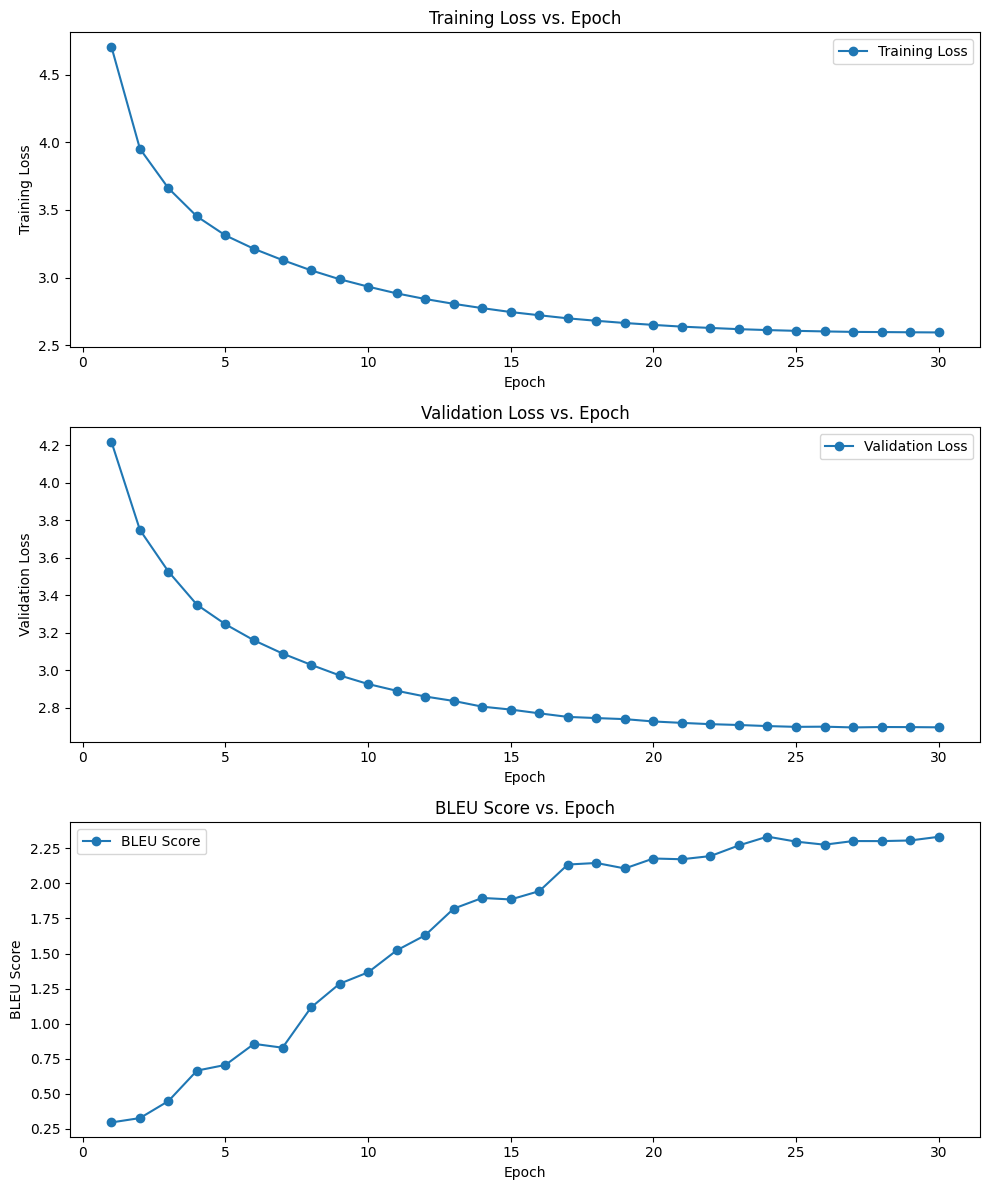 Training Loss vs. Epoch
Training Loss
4.5
4.0
3.5
3.0
2.5
Training Loss
0 5 10 15 20 25 30
Epoch
Validation Loss vs. Epoch
Validation Loss
4.2
4.0
3.8
3.6
3.4
3.2
3.0
2.8
Validation Loss
0 5 10 15 20 25 30
Epoch
BLEU Score vs. Epoch
BLEU Score
2.25
2.00
1.75
1.50
1.25
1.00
0.75
0.50
0.25
BLEU Score
0 5 10 15 20 25 30
Epoch